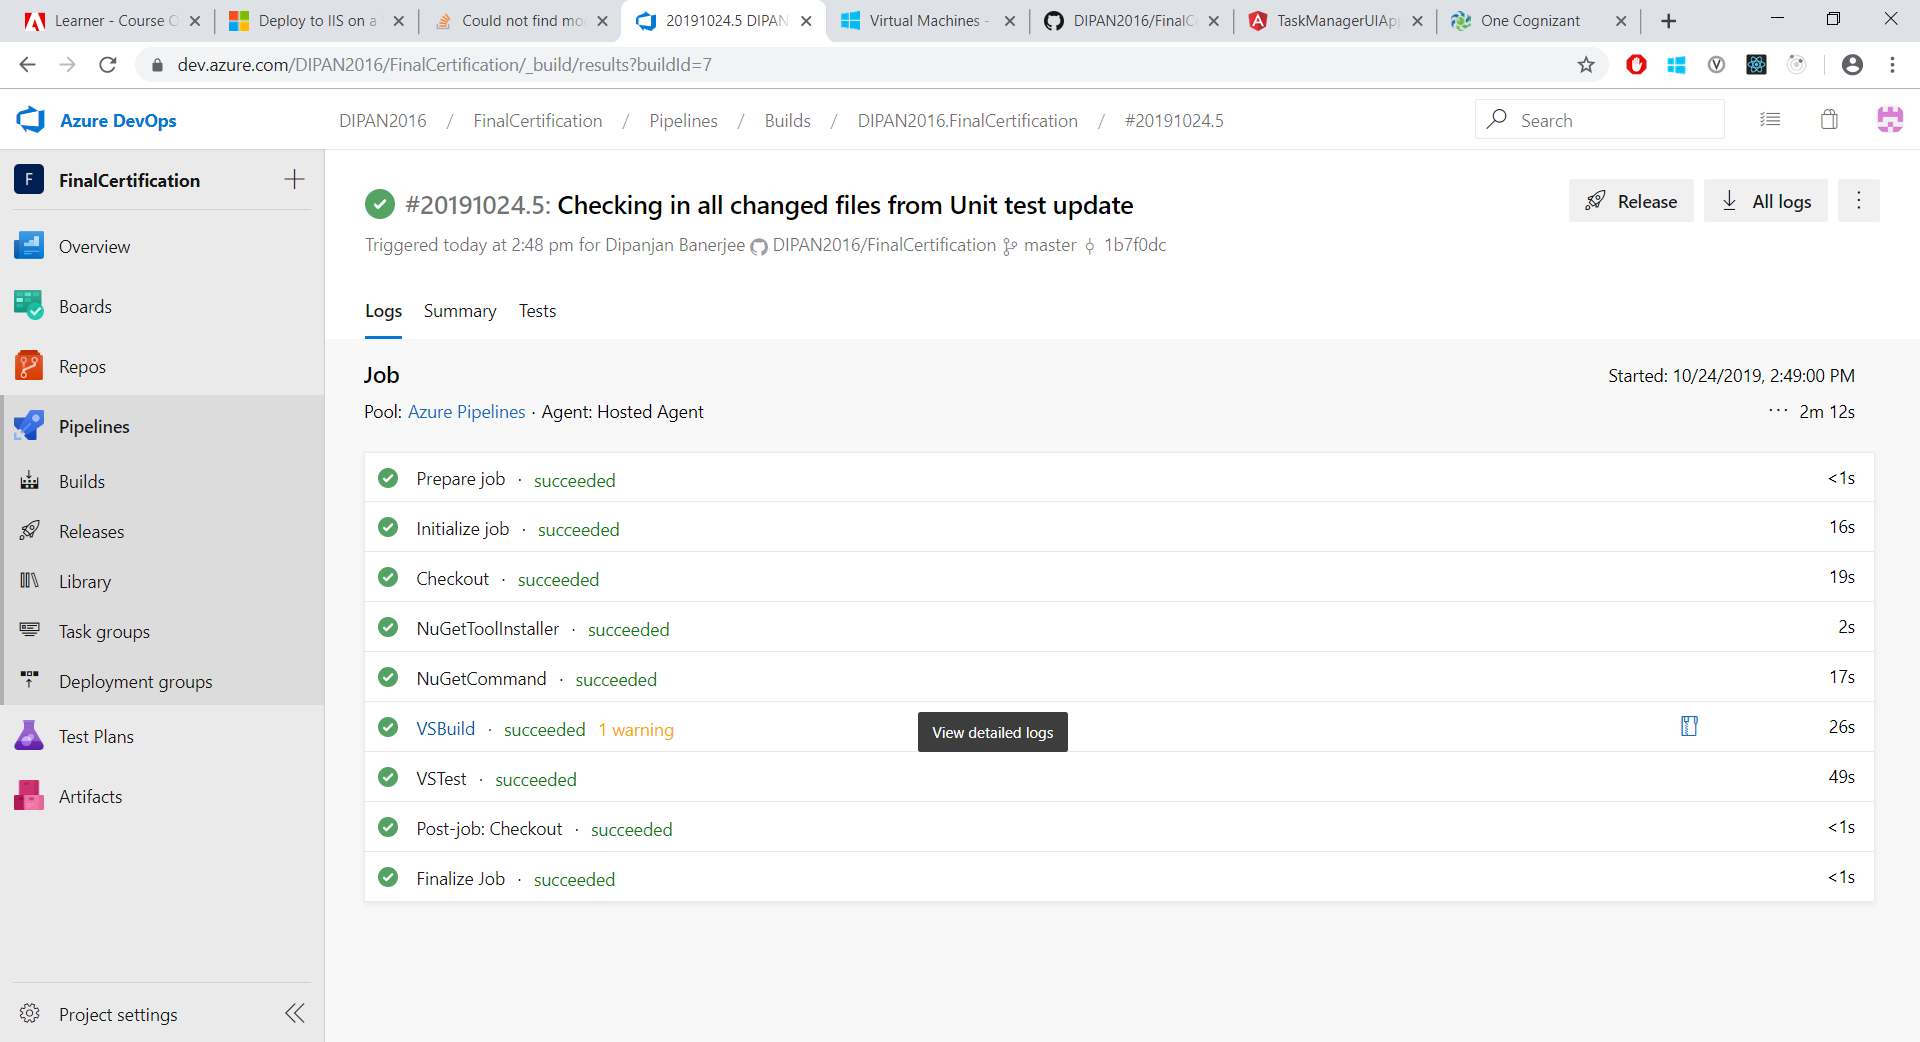 Learner - Course O
Deploy to IIS on a
Could not find mo
20191024.5 DIPAN
Virtual Machines -
DIPAN2016/FinalC
TaskManagerUIAp
One Cognizant
dev.azure.com/DIPAN2016/FinalCertification/_build/results?buildId=7
Azure DevOps
DIPAN2016 / FinalCertification / Pipelines / Builds / DIPAN2016.FinalCertification / #20191024.5
Search
F FinalCertification
Overview
Boards
Repos
Pipelines
Builds
Releases
Library
Task groups
Deployment groups
Test Plans
Artifacts
Project settings
#20191024.5: Checking in all changed files from Unit test update
Release
All logs
Triggered today at 2:48 pm for Dipanjan Banerjee DIPAN2016/FinalCertification master 1b7f0dc
Logs Summary Tests
Job
Started: 10/24/2019, 2:49:00 PM
Pool: Azure Pipelines · Agent: Hosted Agent
··· 2m 12s
Prepare job · succeeded <1s
Initialize job · succeeded 16s
Checkout · succeeded 19s
NuGetToolInstaller · succeeded 2s
NuGetCommand · succeeded 17s
VSBuild · succeeded 1 warning 26s
View detailed logs
VSTest · succeeded 49s
Post-job: Checkout · succeeded <1s
Finalize Job · succeeded <1s